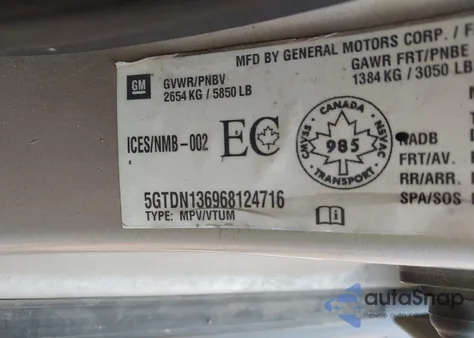 MFD BY GENERAL MOTORS CORP. / F
GM
GVWR/PNBV
2654 KG / 5850 LB
GAWR FRT/PNBE
1384 KG / 3050 LB
ICES/NMB-002
EC
CANADA
CMVSS
NSVAC
985
TRANSPORT
RADB
FRT/AV.
RR/ARR.
SPA/SOS
5GTDN136968124716
TYPE: MPV/VTUM
autoSnap